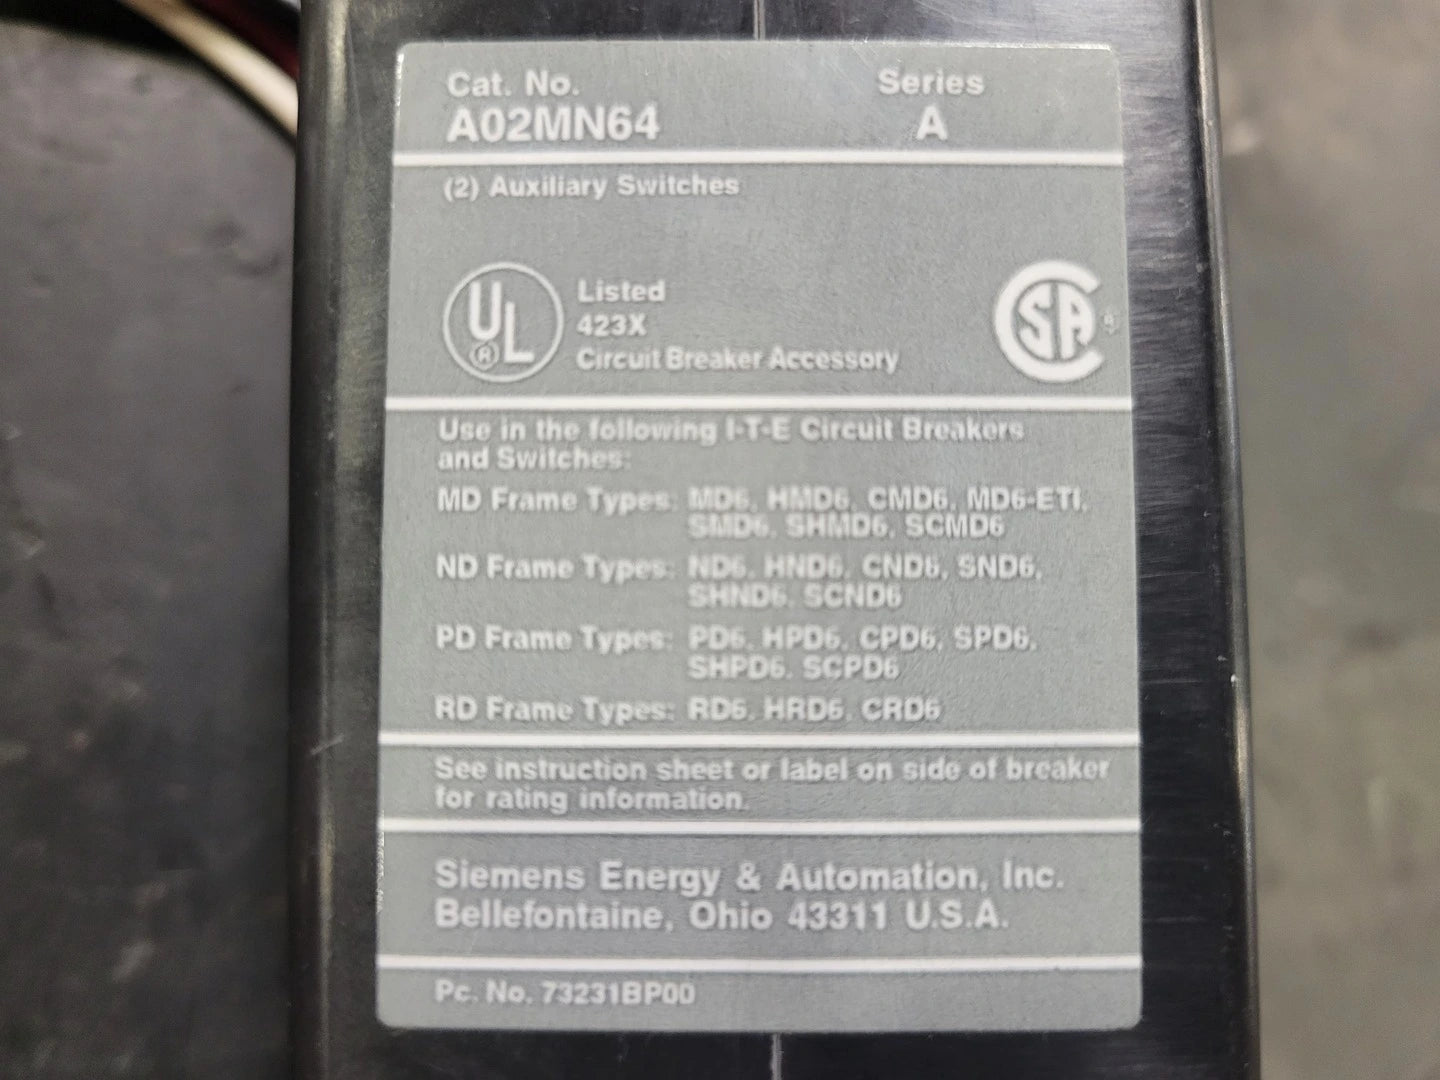 Cat. No. Series
A02MN64 A
(2) Auxiliary Switches
UL
®
Listed
423X
Circuit Breaker Accessory
CSA
®
Use in the following I-T-E Circuit Breakers
and Switches:
MD Frame Types: MD6, HMD6, CMD6, MD6-ETI,
SMD6, SHMD6, SCMD6
ND Frame Types: ND6, HND6, CND6, SND6,
SHND6, SCND6
PD Frame Types: PD6, HPD6, CPD6, SPD6,
SHPD6, SCPD6
RD Frame Types: RD6, HRD6, CRD6
See instruction sheet or label on side of breaker
for rating information.
Siemens Energy & Automation, Inc.
Bellefontaine, Ohio 43311 U.S.A.
Pc. No. 73231BP00